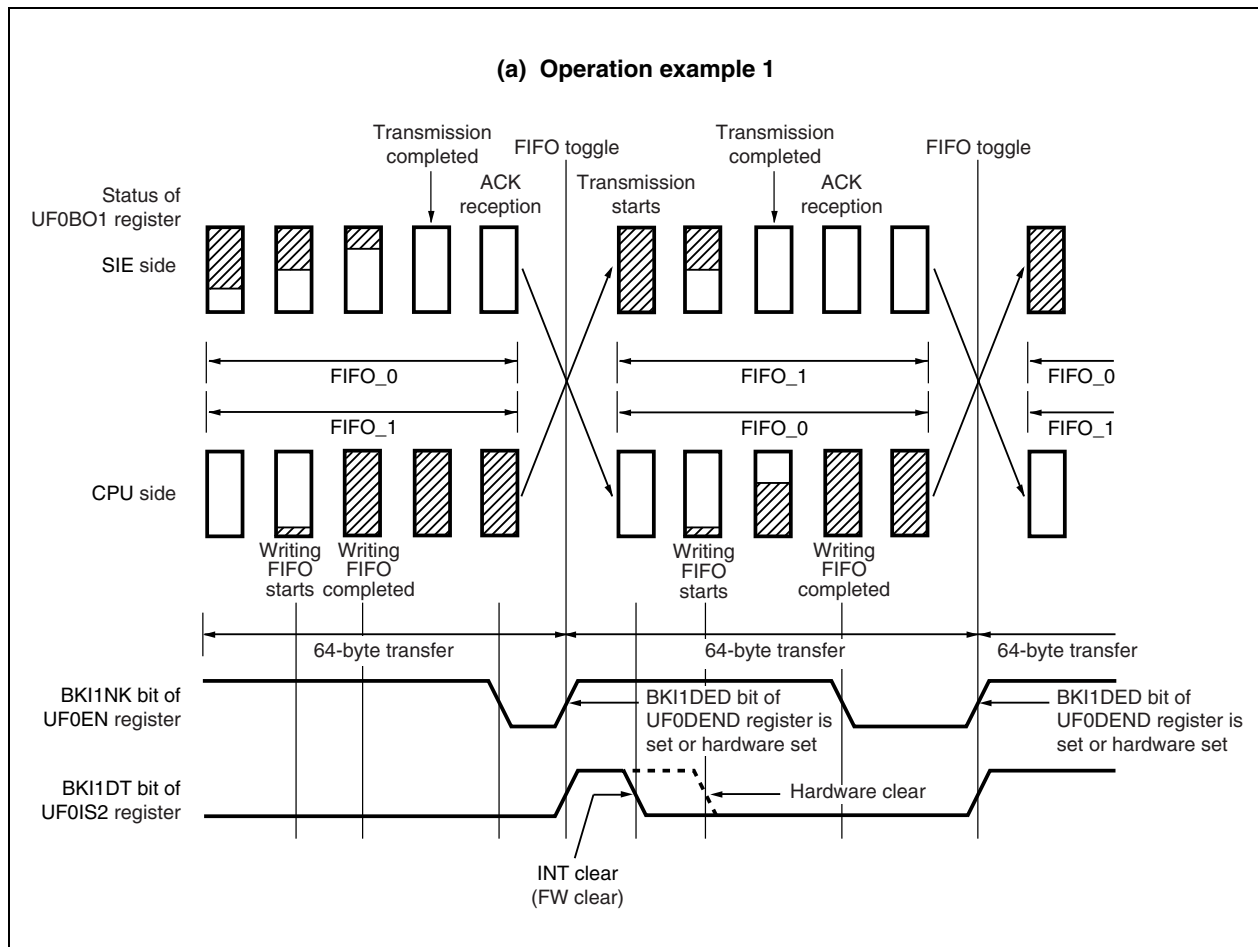 (a) Operation example 1
Transmission
completed
FIFO toggle
Transmission
completed
FIFO toggle
Status of
UF0BO1 register
ACK
reception
Transmission
starts
ACK
reception
SIE side
FIFO_0
FIFO_1
FIFO_0
FIFO_1
FIFO_0
FIFO_1
CPU side
Writing
FIFO
starts
Writing
FIFO
completed
Writing
FIFO
starts
Writing
FIFO
completed
64-byte transfer
64-byte transfer
64-byte transfer
BKI1NK bit of
UF0EN register
BKI1DED bit of
UF0DEND register is
set or hardware set
BKI1DED bit of
UF0DEND register is
set or hardware set
BKI1DT bit of
UF0IS2 register
Hardware clear
INT clear
(FW clear)